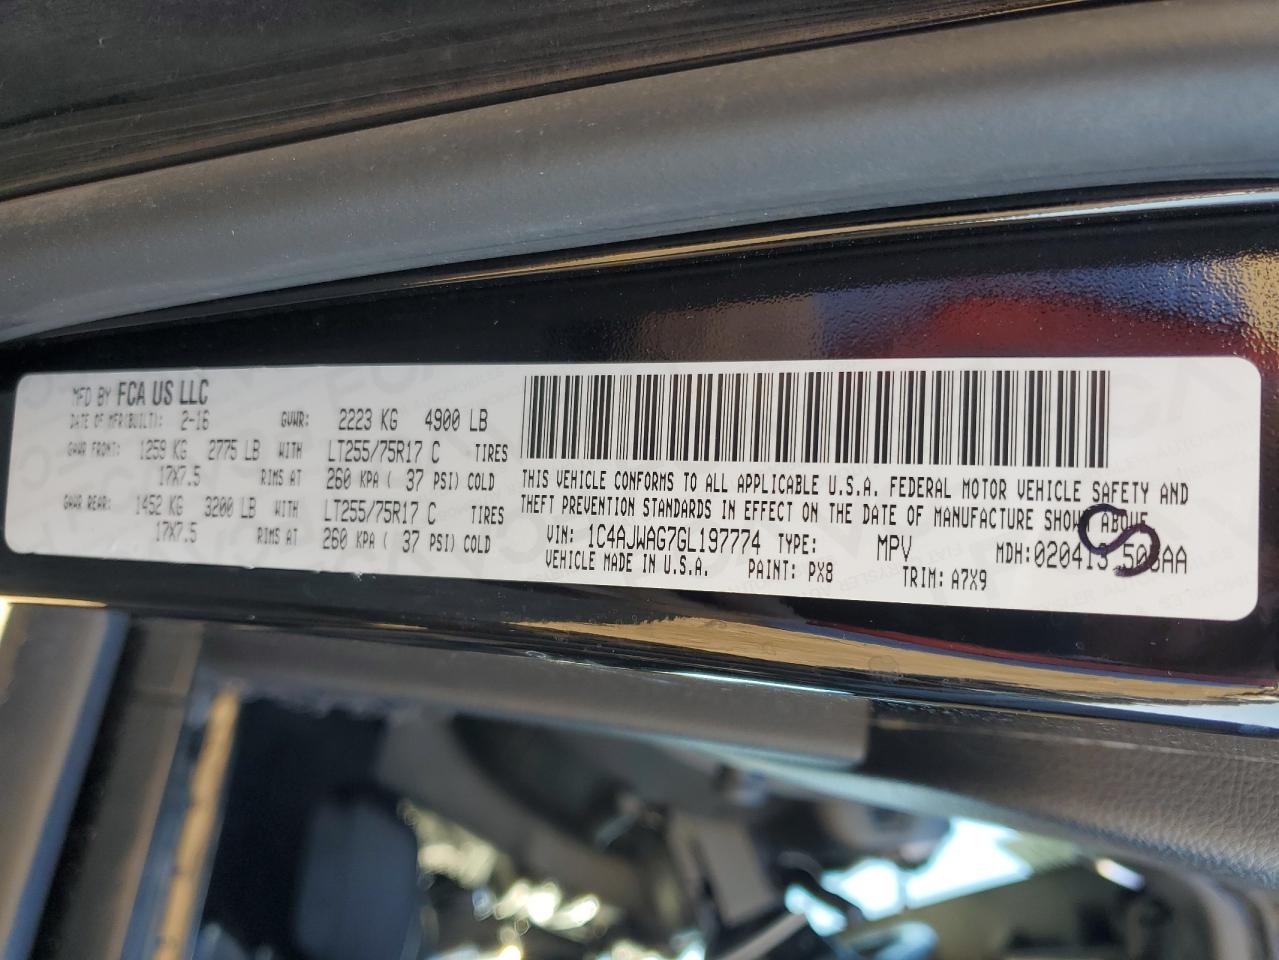 MFD BY FCA US LLC
DATE OF MFR(BUILT): 2-16 GVWR: 2223 KG 4900 LB
GAWR FRONT: 1259 KG 2775 LB WITH LT255/75R17 C TIRES
17X7.5 RIMS AT 260 KPA ( 37 PSI) COLD
GAWR REAR: 1452 KG 3200 LB WITH LT255/75R17 C TIRES
17X7.5 RIMS AT 260 KPA ( 37 PSI) COLD
THIS VEHICLE CONFORMS TO ALL APPLICABLE U.S.A. FEDERAL MOTOR VEHICLE SAFETY AND
THEFT PREVENTION STANDARDS IN EFFECT ON THE DATE OF MANUFACTURE SHOWN ABOVE
VIN: 1C4AJWAG7GL197774 TYPE: MPV MDH:
VEHICLE MADE IN U.S.A. PAINT: PX8 TRIM: A7X9